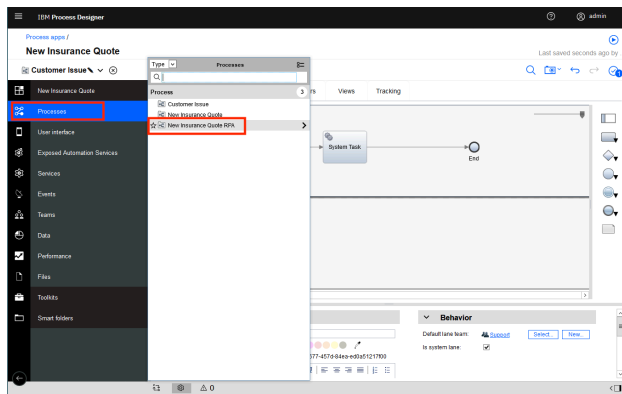 IBM Process Designer
admin
Process apps /
New Insurance Quote
Last saved seconds ago by
Customer Issue
Type
Processes
New Insurance Quote
Process
3
Views
Tracking
Processes
Customer Issue
New Insurance Quote
New Insurance Quote RPA
User interface
System Task
End
Exposed Automation Services
Services
Events
Teams
Data
Performance
Files
Toolkits
Smart folders
Behavior
Default lane team:
Support
Select...
New...
Is system lane:
577-457d-84ea-ed0a51217f00
0